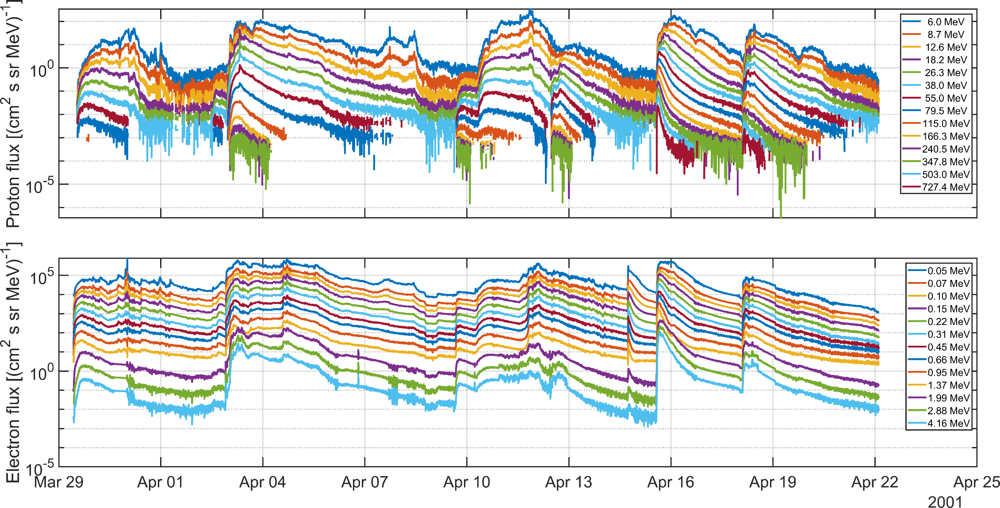 Proton flux [(cm² s sr MeV)⁻¹]
10⁰
10⁻⁵
6.0 MeV
8.7 MeV
12.6 MeV
18.2 MeV
26.3 MeV
38.0 MeV
55.0 MeV
79.5 MeV
115.0 MeV
166.3 MeV
240.5 MeV
347.8 MeV
503.0 MeV
727.4 MeV
Electron flux [(cm² s sr MeV)⁻¹]
10⁵
10⁰
10⁻⁵
0.05 MeV
0.07 MeV
0.10 MeV
0.15 MeV
0.22 MeV
0.31 MeV
0.45 MeV
0.66 MeV
0.95 MeV
1.37 MeV
1.99 MeV
2.88 MeV
4.16 MeV
Mar 29 Apr 01 Apr 04 Apr 07 Apr 10 Apr 13 Apr 16 Apr 19 Apr 22 Apr 25
2001